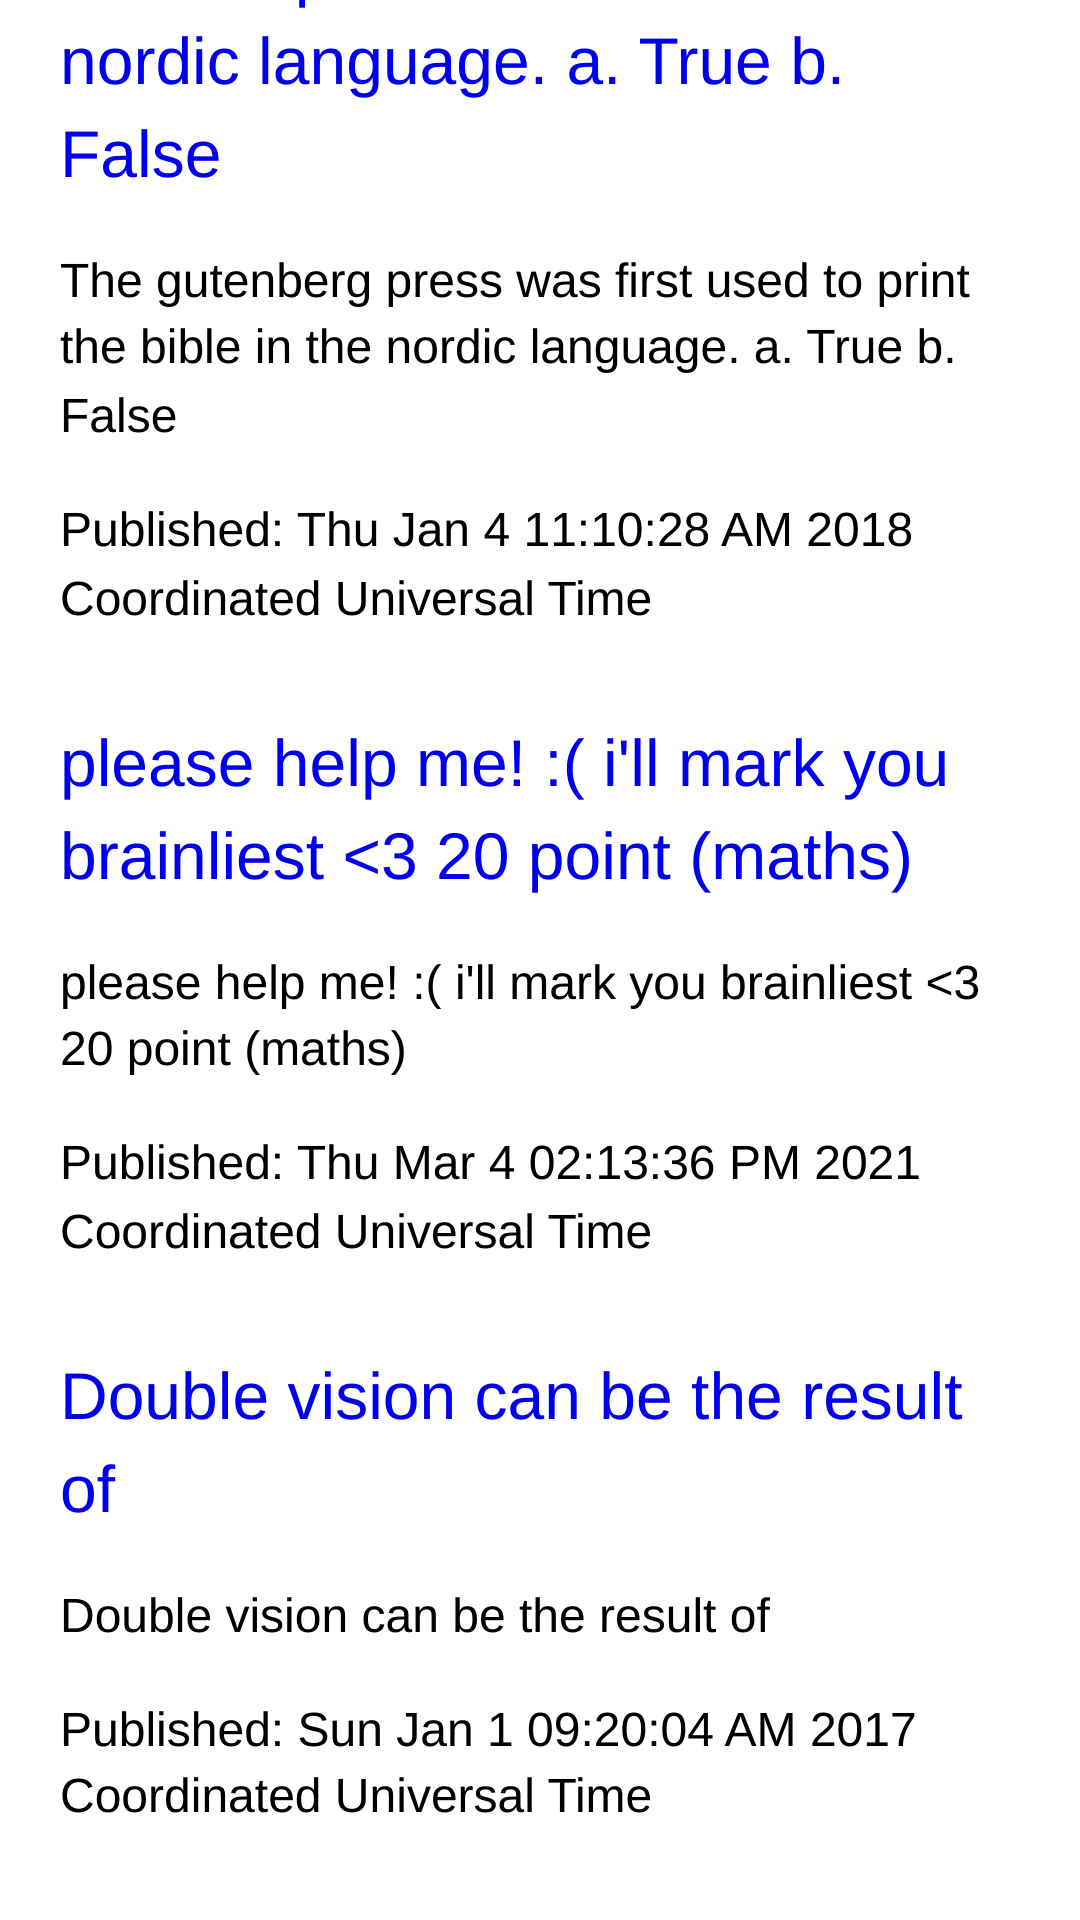 nordic language. a. True b.
False
The gutenberg press was first used to print
the bible in the nordic language. a. True b.
False
Published: Thu Jan 4 11:10:28 AM 2018
Coordinated Universal Time
please help me! :( i'll mark you
brainliest <3 20 point (maths)
please help me! :( i'll mark you brainliest <3
20 point (maths)
Published: Thu Mar 4 02:13:36 PM 2021
Coordinated Universal Time
Double vision can be the result
of
Double vision can be the result of
Published: Sun Jan 1 09:20:04 AM 2017
Coordinated Universal Time